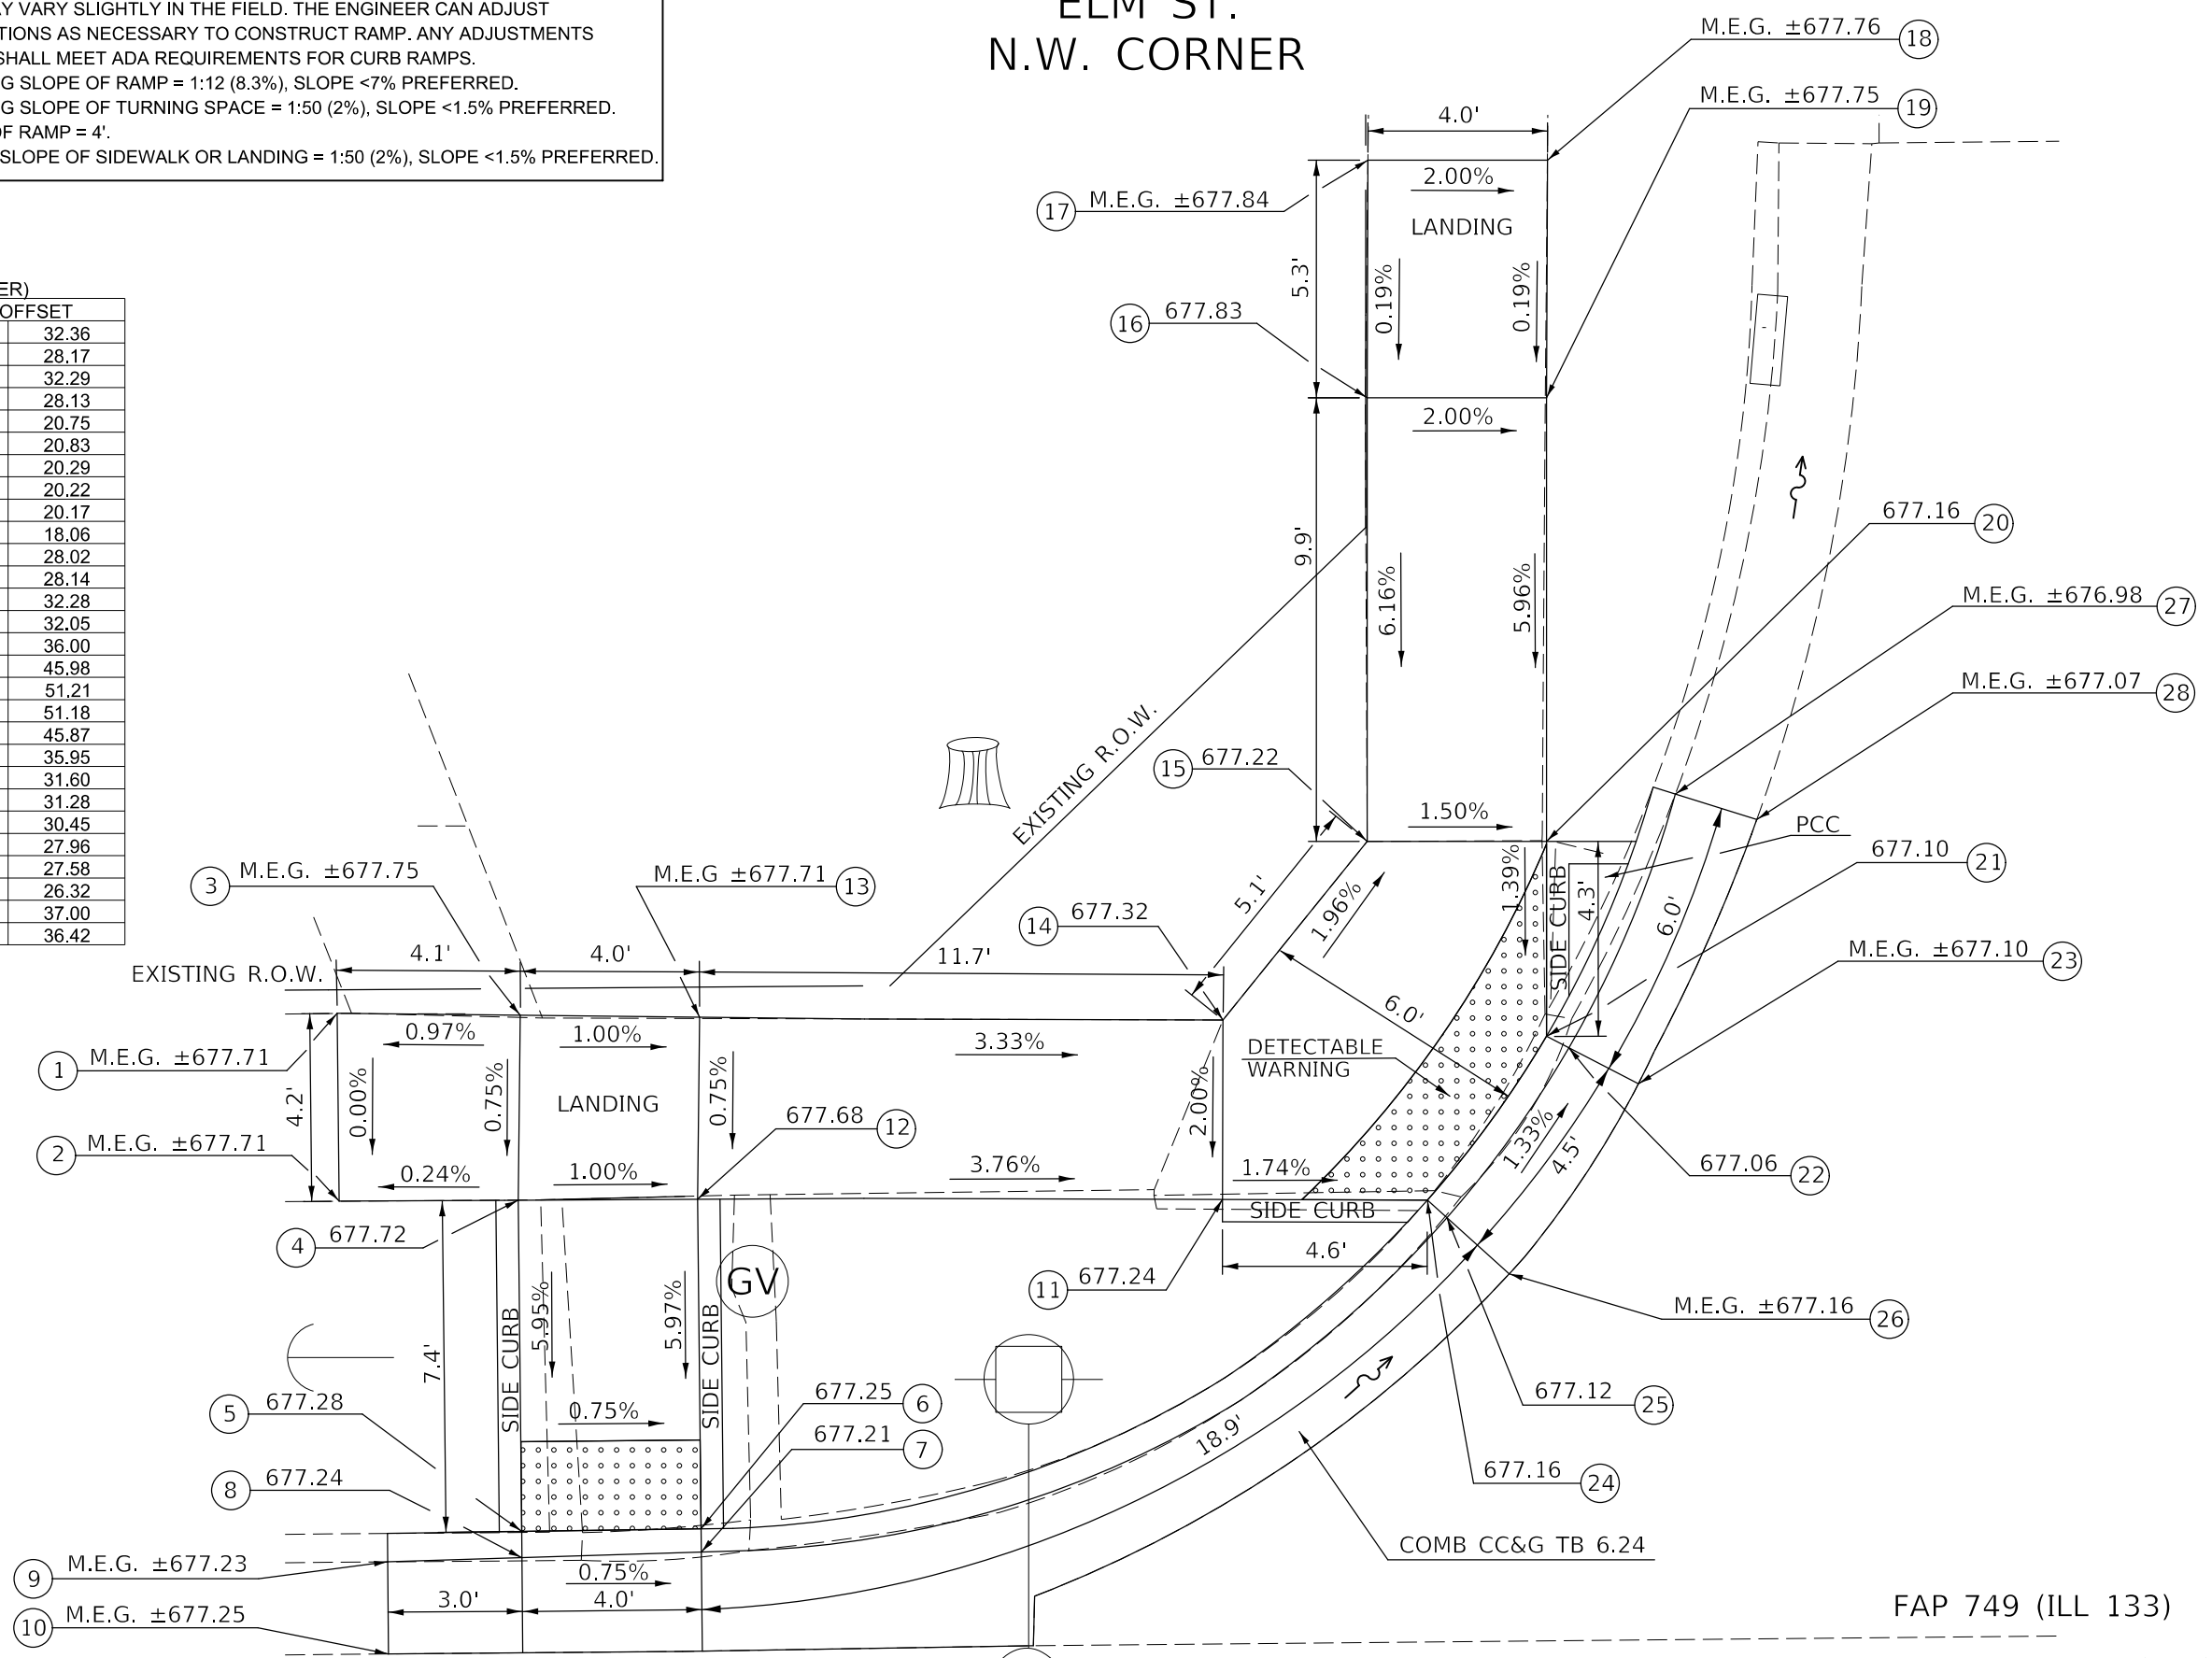 AY VARY SLIGHTLY IN THE FIELD. THE ENGINEER CAN ADJUST
TIONS AS NECESSARY TO CONSTRUCT RAMP. ANY ADJUSTMENTS
SHALL MEET ADA REQUIREMENTS FOR CURB RAMPS.
G SLOPE OF RAMP = 1:12 (8.3%), SLOPE <7% PREFERRED.
G SLOPE OF TURNING SPACE = 1:50 (2%), SLOPE <1.5% PREFERRED.
OF RAMP = 4'.
SLOPE OF SIDEWALK OR LANDING = 1:50 (2%), SLOPE <1.5% PREFERRED.
ELM ST.
N.W. CORNER
ER)
OFFSET
32.36
28.17
32.29
28.13
20.75
20.83
20.29
20.22
20.17
18.06
28.02
28.14
32.28
32.05
36.00
45.98
51.21
51.18
45.87
35.95
31.60
31.28
30.45
27.96
27.58
26.32
37.00
36.42
M.E.G. ±677.76 18
M.E.G. ±677.75 19
4.0'
2.00%
17 M.E.G. ±677.84
LANDING
5.3'
0.19%
0.19%
16 677.83
2.00%
9.9'
6.16%
5.96%
677.16 20
M.E.G. ±676.98 27
M.E.G. ±677.07 28
EXISTING R.O.W.
15 677.22
1.50%
PCC
677.10 21
3 M.E.G. ±677.75
M.E.G ±677.71 13
5.1'
1.96%
1.39%
SIDE CURB
4.3'
6.0'
14 677.32
4.1'
4.0'
11.7'
M.E.G. ±677.10 23
EXISTING R.O.W.
6.0'
0.97%
1.00%
3.33%
DETECTABLE
WARNING
1 M.E.G. ±677.71
4.2'
0.00%
0.75%
LANDING
0.75%
2.00%
677.68 12
1.33%
4.5'
2 M.E.G. ±677.71
0.24%
1.00%
3.76%
1.74%
677.06 22
SIDE CURB
4 677.72
4.6'
11 677.24
GV
M.E.G. ±677.16 26
7.4'
SIDE CURB
5.95%
5.97%
SIDE CURB
5 677.28
677.25 6
677.12 25
0.75%
677.21 7
18.9'
8 677.24
677.16 24
COMB CC&G TB 6.24
9 M.E.G. ±677.23
0.75%
3.0'
4.0'
10 M.E.G. ±677.25
FAP 749 (ILL 133)